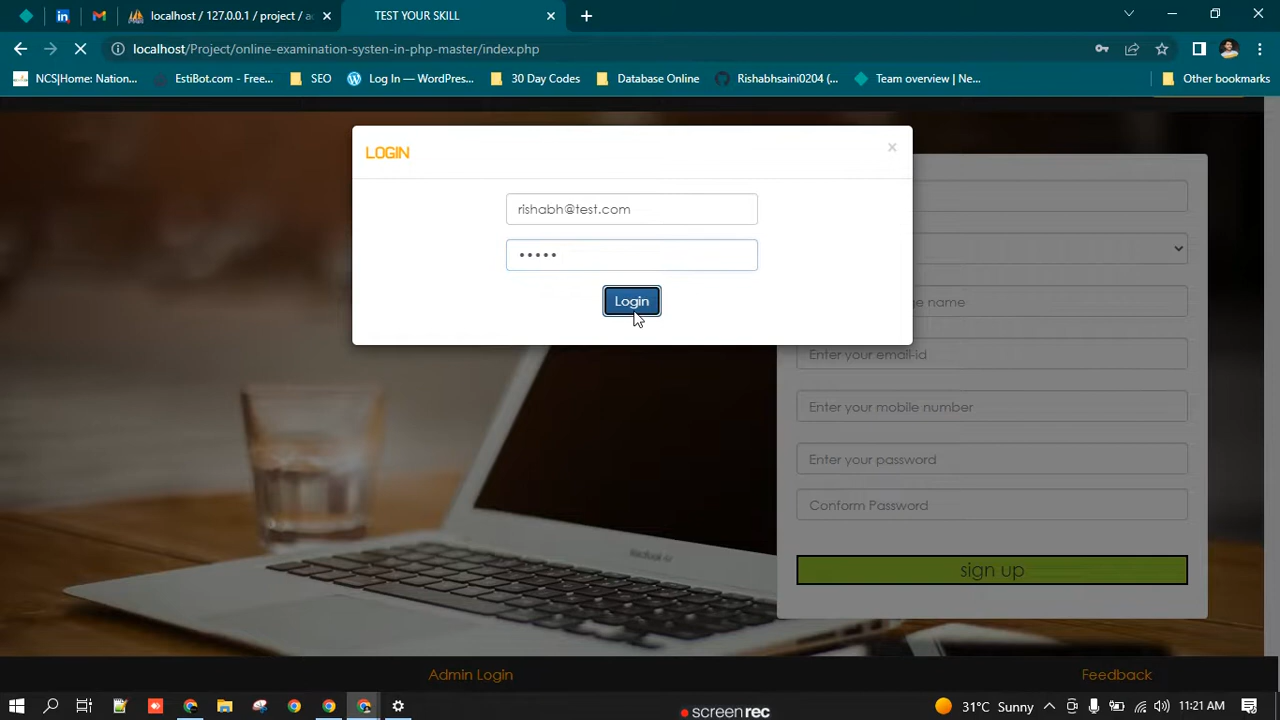 localhost / 127.0.0.1 / project / a
TEST YOUR SKILL
localhost/Project/online-examination-systen-in-php-master/index.php
NCS|Home: Nation...
EstiBot.com - Free...
SEO
Log In — WordPress...
30 Day Codes
Database Online
Rishabhsaini0204 (...
Team overview | Ne...
Other bookmarks
LOGIN
×
rishabh@test.com
•••••
Login
ge name
Enter your email-id
Enter your mobile number
Enter your password
Conform Password
sign up
Admin Login
Feedback
31°C Sunny
11:21 AM
screenrec